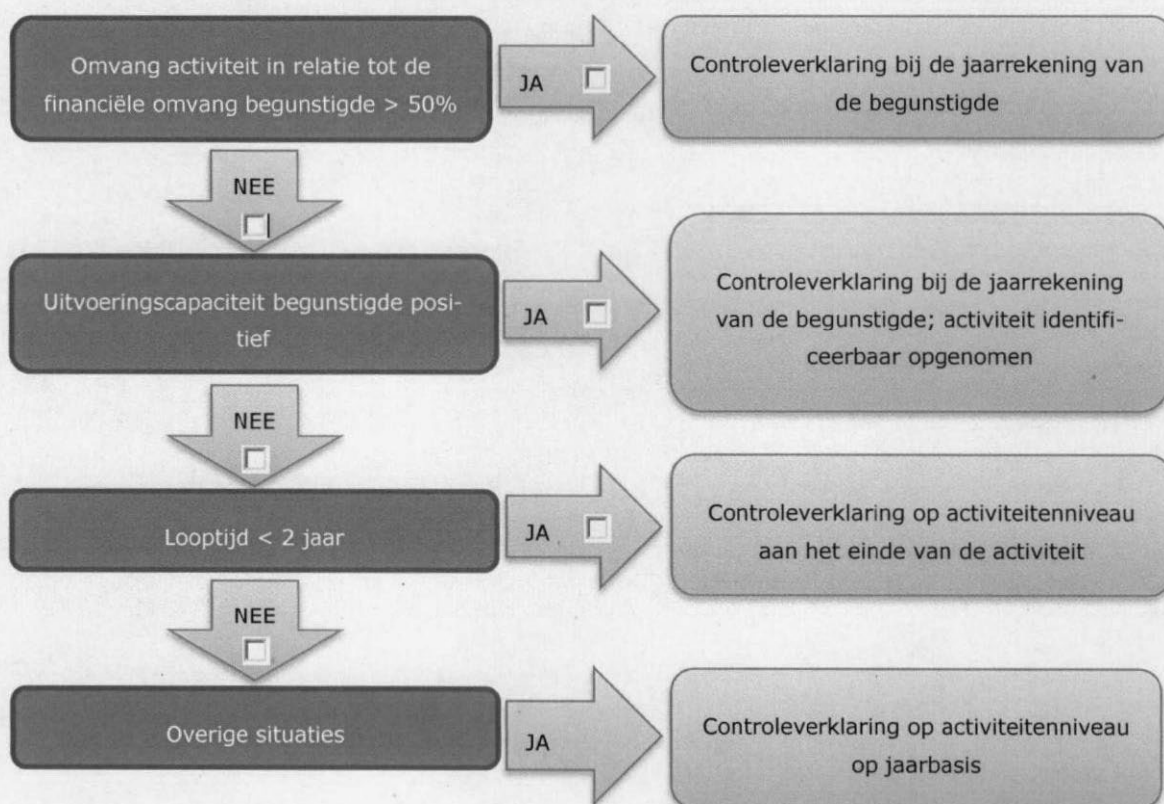 Omvang activiteit in relatie tot de
financiële omvang begunstigde > 50%
JA
Controleverklaring bij de jaarrekening van
de begunstigde
NEE
Uitvoeringscapaciteit begunstigde posi-
tief
JA
Controleverklaring bij de jaarrekening
van de begunstigde; activiteit identifi-
ceerbaar opgenomen
NEE
Looptijd < 2 jaar
JA
Controleverklaring op activiteitenniveau
aan het einde van de activiteit
NEE
Overige situaties
JA
Controleverklaring op activiteitenniveau
op jaarbasis